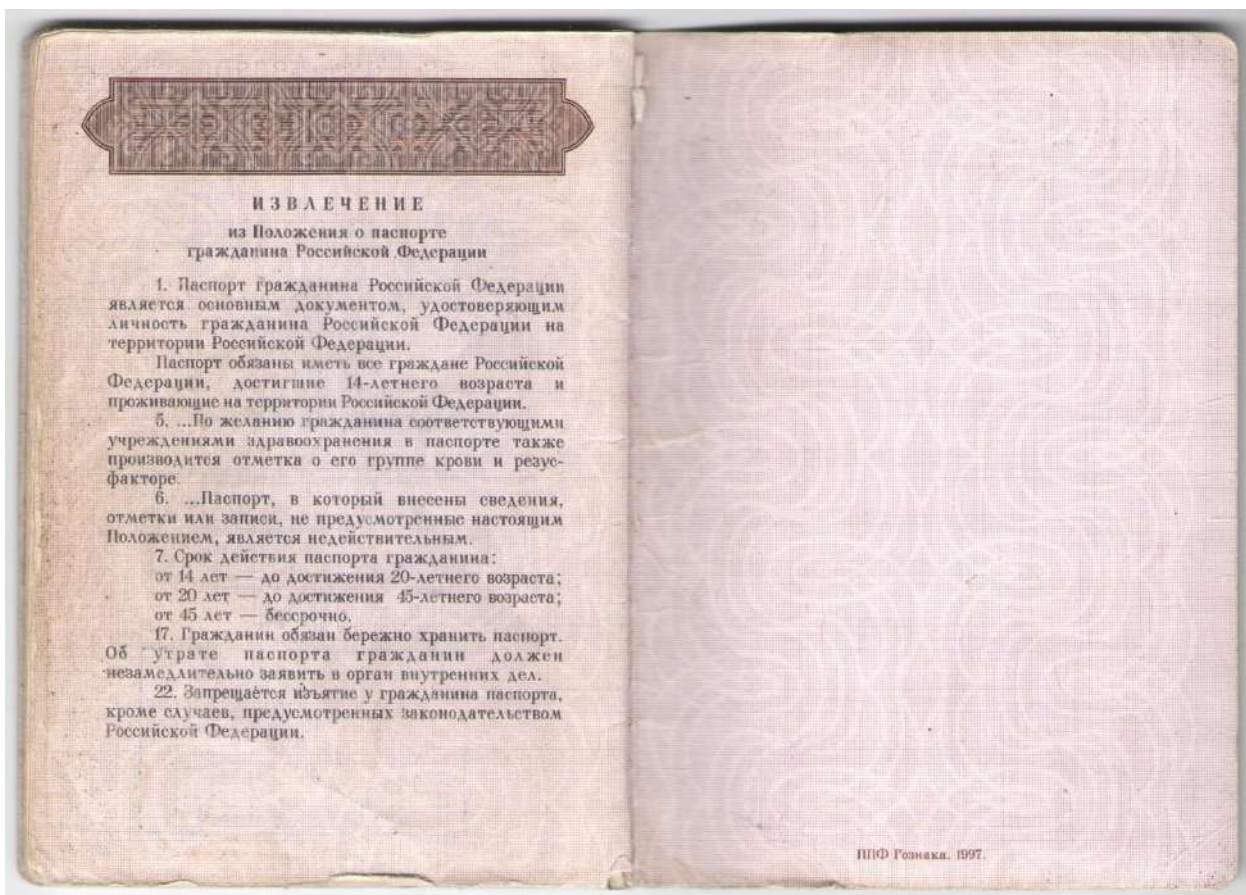 ИЗВЛЕЧЕНИЕ
из Положения о паспорте
гражданина Российской Федерации
1. Паспорт гражданина Российской Федерации
является основным документом, удостоверяющим
личность гражданина Российской Федерации на
территории Российской Федерации.
Паспорт обязаны иметь все граждане Российской
Федерации, достигшие 14-летнего возраста и
проживающие на территории Российской Федерации.
5. ...По желанию гражданина соответствующими
учреждениями здравоохранения в паспорте также
производится отметка о его группе крови и резус-
факторе.
6. ...Паспорт, в который внесены сведения,
отметки или записи, не предусмотренные настоящим
Положением, является недействительным.
7. Срок действия паспорта гражданина:
от 14 лет — до достижения 20-летнего возраста;
от 20 лет — до достижения 45-летнего возраста;
от 45 лет — бессрочно.
17. Гражданин обязан бережно хранить паспорт.
Об утрате паспорта гражданин должен
незамедлительно заявить в орган внутренних дел.
22. Запрещается изъятие у гражданина паспорта,
кроме случаев, предусмотренных законодательством
Российской Федерации.
ППФ Гознака. 1997.